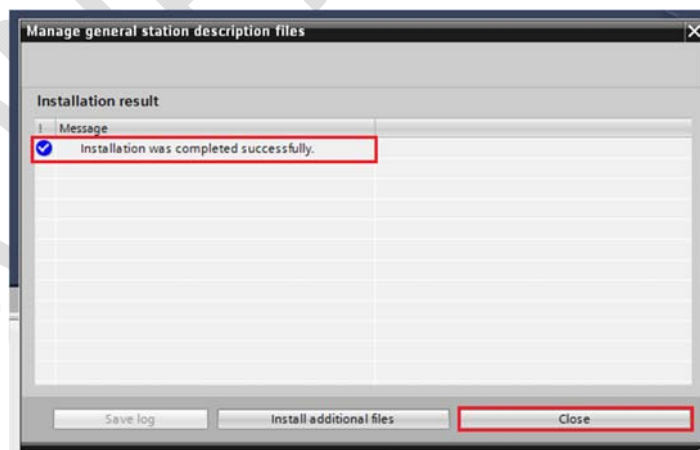 Manage general station description files
Installation result
! Message
Installation was completed successfully.
Save log Install additional files Close